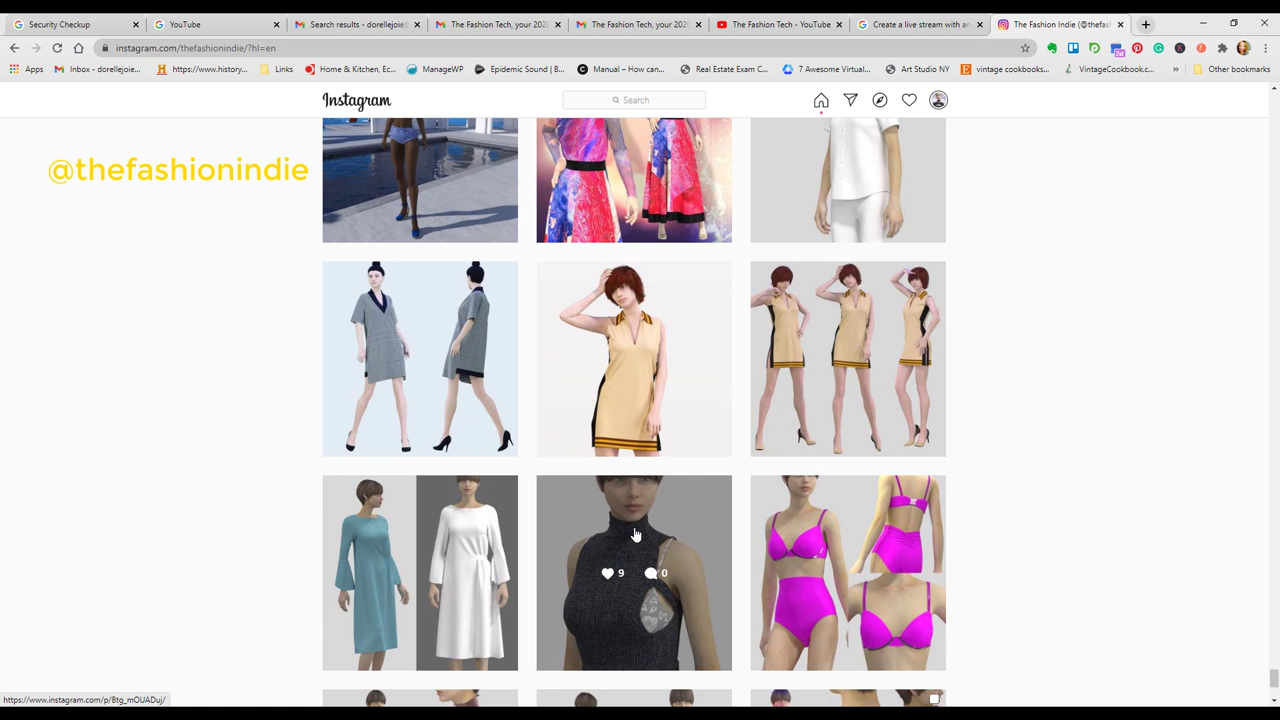 Security Checkup
YouTube
Search results - dorellejoie
The Fashion Tech, your 202
The Fashion Tech, your 202
The Fashion Tech - YouTube
Create a live stream with an
The Fashion Indie (@thefas
instagram.com/thefashionindie/?hl=en
Apps
Inbox - dorellejoie@...
https://www.history...
Links
Home & Kitchen, Ec...
ManageWP
Epidemic Sound | B...
Manual – How can...
Real Estate Exam C...
7 Awesome Virtual...
Art Studio NY
vintage cookbooks...
VintageCookbook.c...
»
Other bookmarks
Instagram
Search
@thefashionindie
9 0
https://www.instagram.com/p/Btg_mOUADuj/